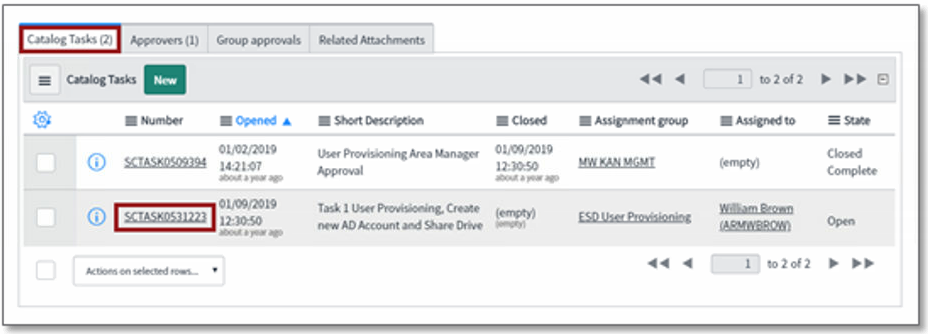 Catalog Tasks (2) Approvers (1) Group approvals Related Attachments
Catalog Tasks New 1 to 2 of 2
Number Opened Short Description Closed Assignment group Assigned to State
SCTASK0509394 01/02/2019 14:21:07 about a year ago User Provisioning Area Manager Approval 01/09/2019 12:30:50 about a year ago MW KAN MGMT (empty) Closed Complete
SCTASK0531223 01/09/2019 12:30:50 about a year ago Task 1 User Provisioning, Create new AD Account and Share Drive (empty) (empty) ESD User Provisioning William Brown (ARMWBROW) Open
Actions on selected rows... 1 to 2 of 2